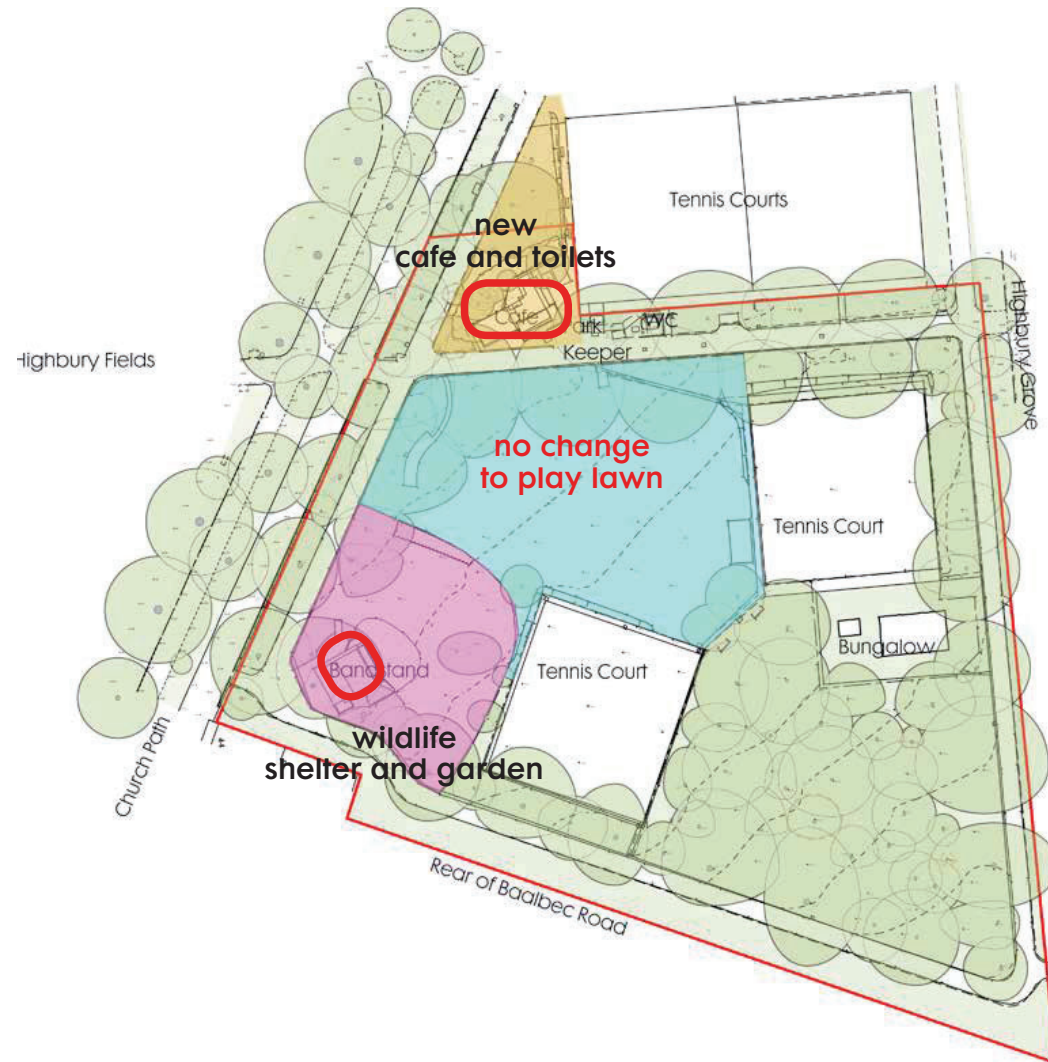 Tennis Courts
new
cafe and toilets
Cafe
ark
WC
Keeper
Highbury Grove
Highbury Fields
no change
to play lawn
Tennis Court
Bungalow
Bandstand
Tennis Court
wildlife
shelter and garden
Church Path
Rear of Baalbec Road